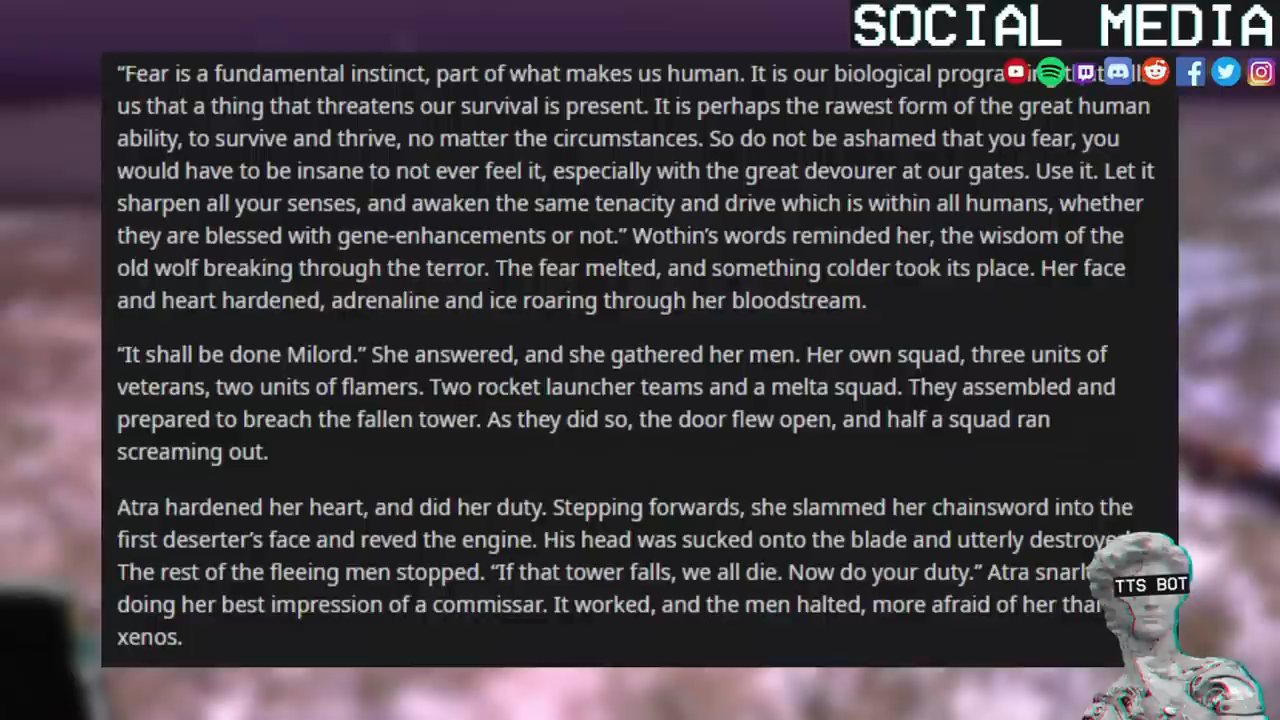 SOCIAL MEDIA
“Fear is a fundamental instinct, part of what makes us human. It is our biological
us that a thing that threatens our survival is present. It is perhaps the rawest form of the great human
ability, to survive and thrive, no matter the circumstances. So do not be ashamed that you fear, you
would have to be insane to not ever feel it, especially with the great devourer at our gates. Use it. Let it
sharpen all your senses, and awaken the same tenacity and drive which is within all humans, whether
they are blessed with gene-enhancements or not.” Wothin’s words reminded her, the wisdom of the
old wolf breaking through the terror. The fear melted, and something colder took its place. Her face
and heart hardened, adrenaline and ice roaring through her bloodstream.
“It shall be done Milord.” She answered, and she gathered her men. Her own squad, three units of
veterans, two units of flamers. Two rocket launcher teams and a melta squad. They assembled and
prepared to breach the fallen tower. As they did so, the door flew open, and half a squad ran
screaming out.
Atra hardened her heart, and did her duty. Stepping forwards, she slammed her chainsword into the
first deserter’s face and reved the engine. His head was sucked onto the blade and utterly
The rest of the fleeing men stopped. “If that tower falls, we all die. Now do your duty.” Atra
doing her best impression of a commissar. It worked, and the men halted, more afraid of her
xenos.
TTS BOT